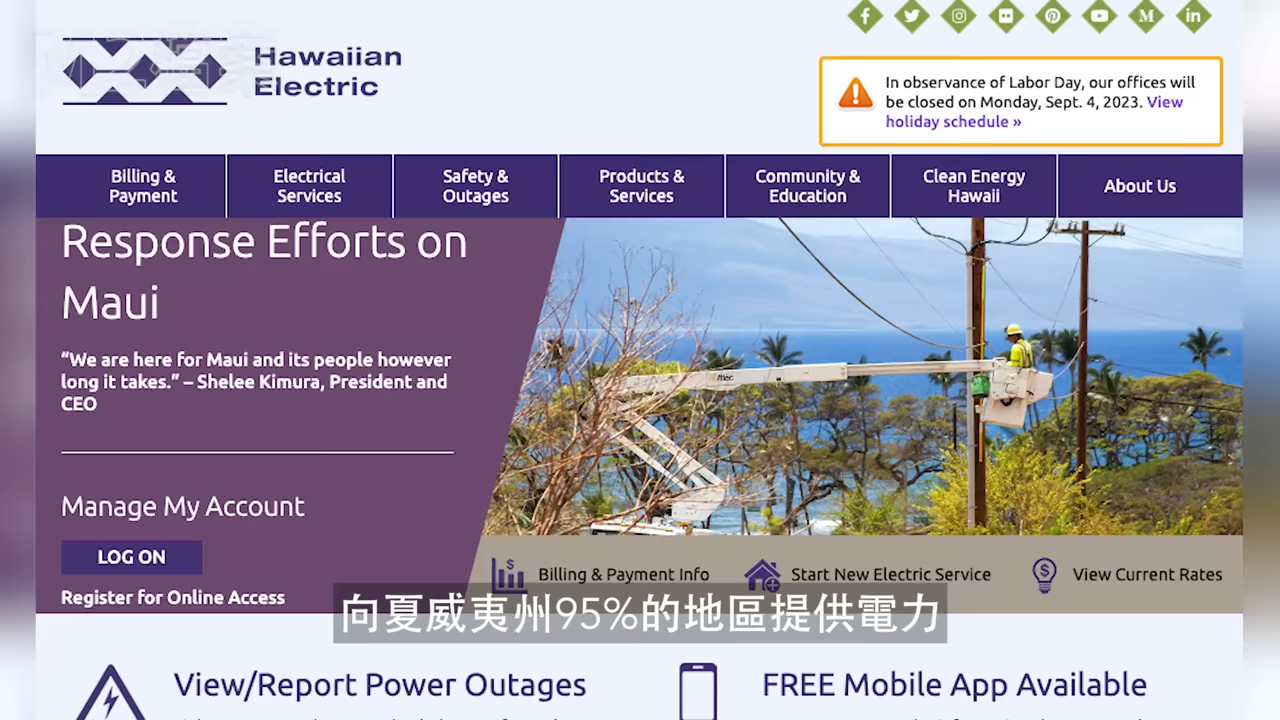 Hawaiian
Electric
In observance of Labor Day, our offices will
be closed on Monday, Sept. 4, 2023. View
holiday schedule »
Billing &
Payment
Electrical
Services
Safety &
Outages
Products &
Services
Community &
Education
Clean Energy
Hawaii
About Us
Response Efforts on
Maui
“We are here for Maui and its people however
long it takes.” – Shelee Kimura, President and
CEO
Manage My Account
LOG ON
Register for Online Access
Billing & Payment Info
Start New Electric Service
View Current Rates
向夏威夷州95%的地區提供電力
View/Report Power Outages
FREE Mobile App Available